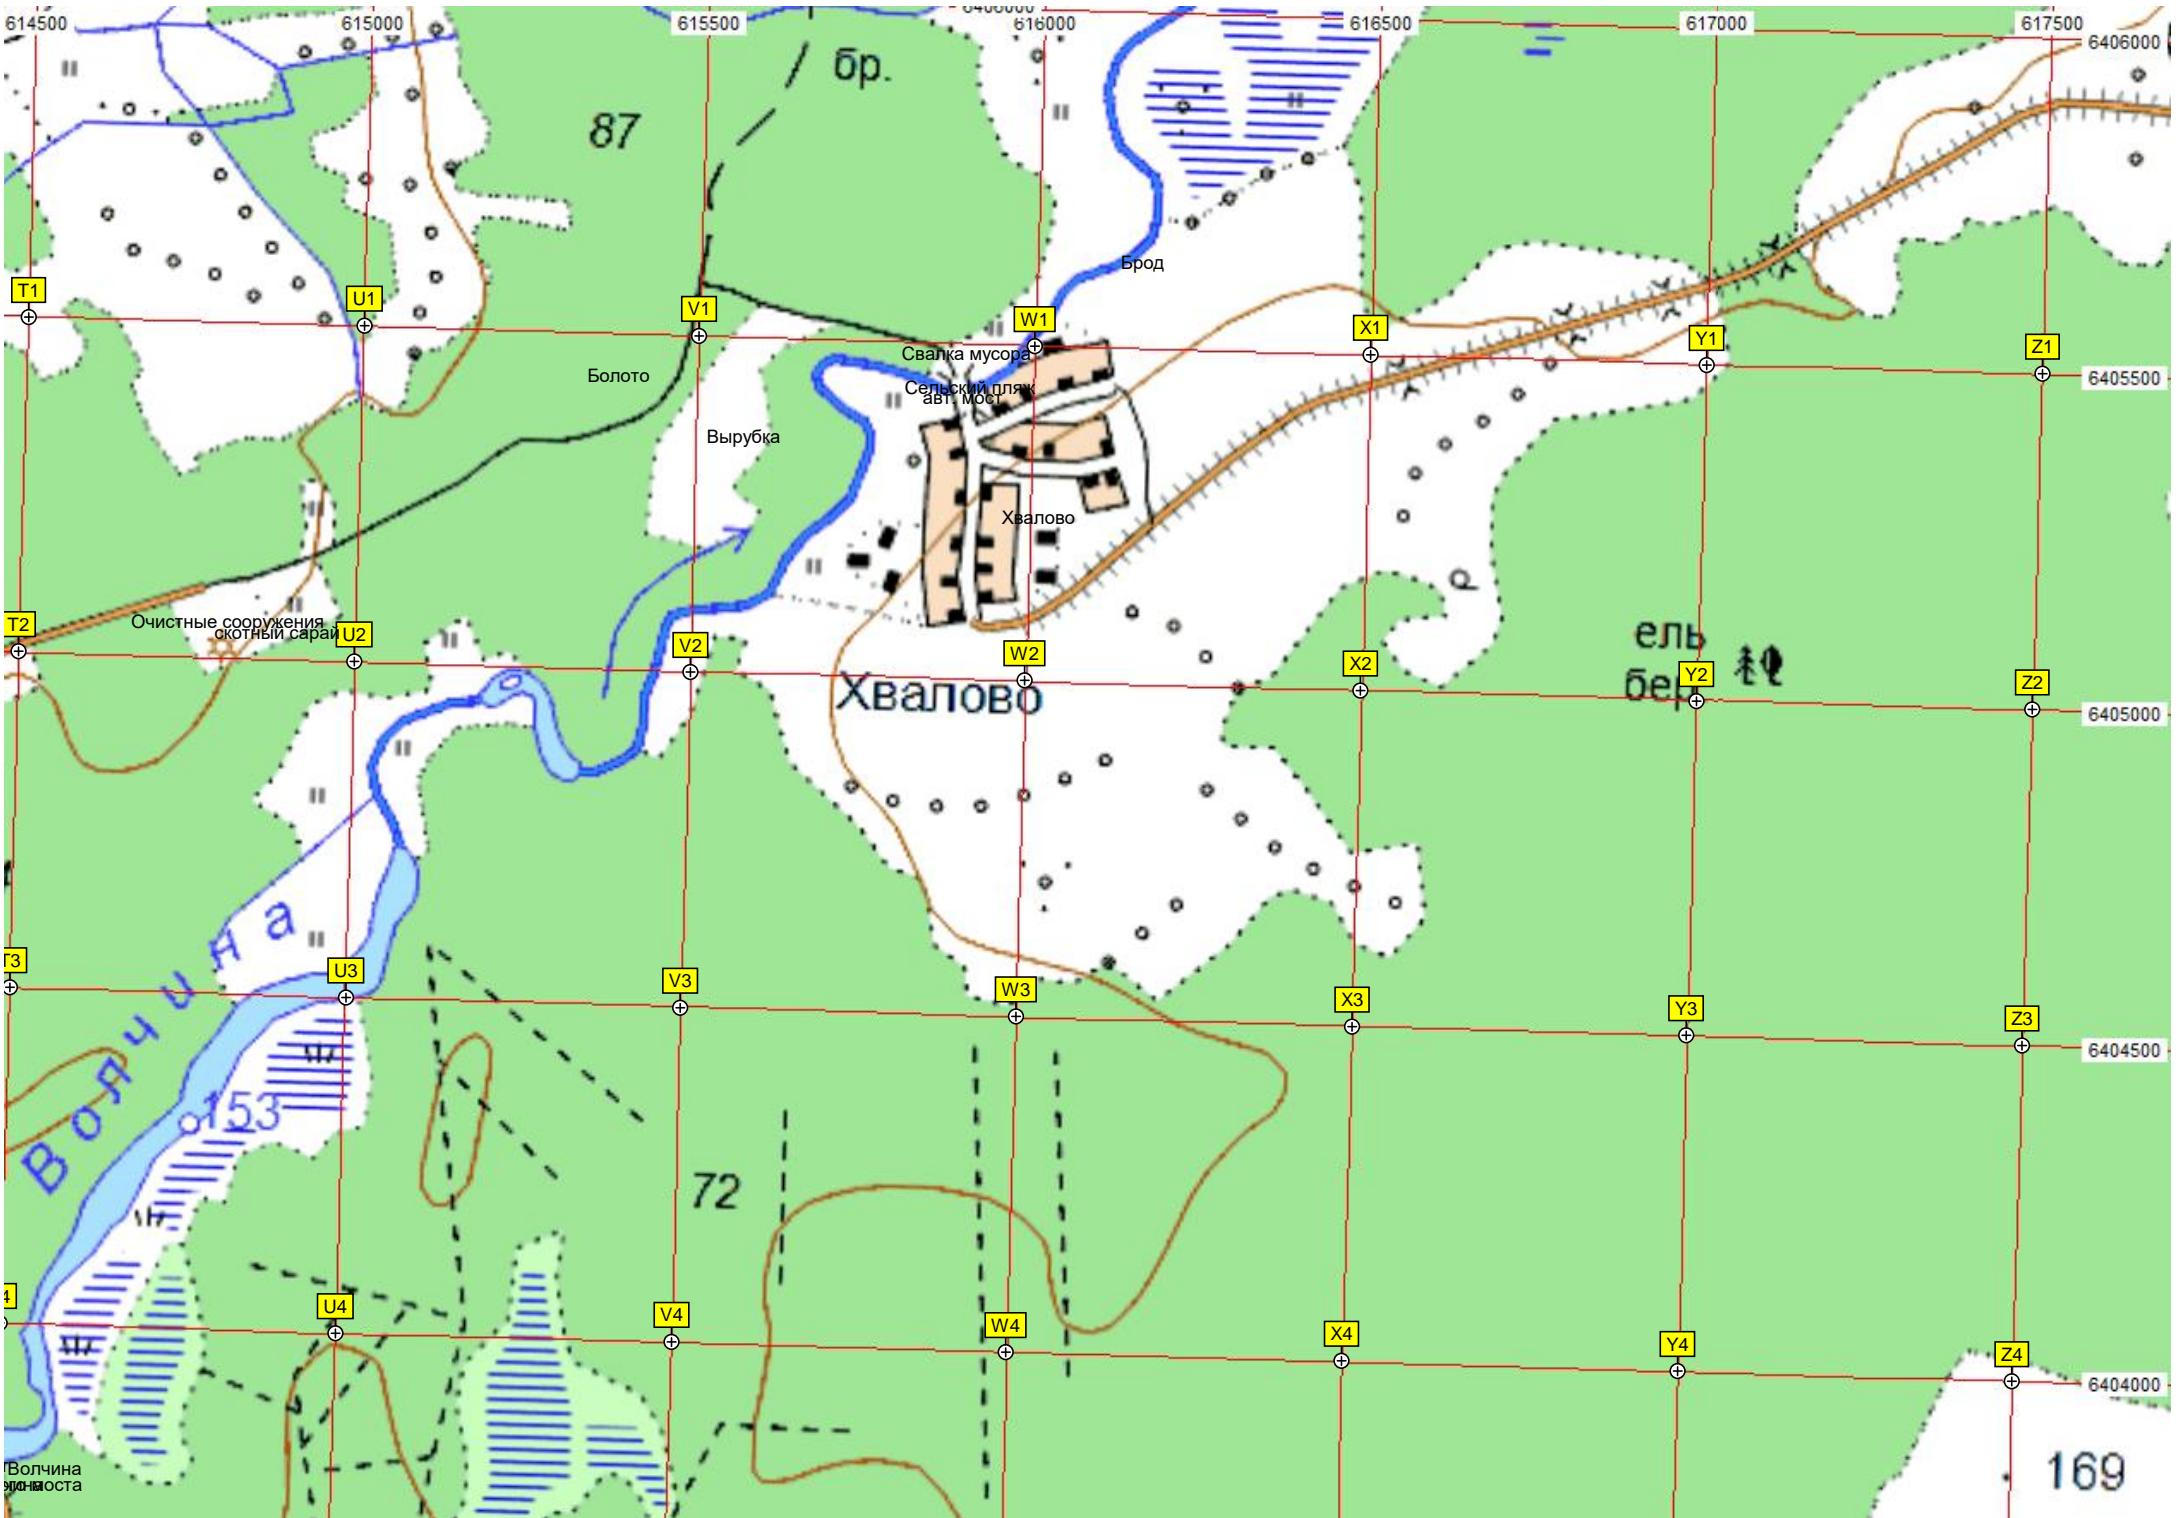 614500 615000 615500 6406000 616000 616500 617000 617500
6406000
бр.
87
Брод
T1 U1 V1 W1 X1 Y1 Z1
Свалка мусора
Болото
6405500
Сельский пляж
авт. мост
Вырубка
Хвалово
р
Очистные сооружения
скотный сарай
ель
бер
T2 U2 V2 W2 X2 Y2 Z2
Хвалово
6405000
Волчина
T3 U3 V3 W3 X3 Y3 Z3
6404500
153
72
4 U4 V4 W4 X4 Y4 Z4
6404000
Волчина
моста
169